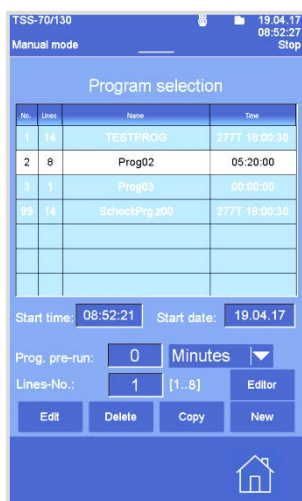 TSS-70/130 19.04.17
08:52:27
Manual mode Stop
Program selection
No. Lines Name Time
1 14 TESTPROG 277T 18:00:30
2 8 Prog02 05:20:00
3 1 Prog03 00:00:00
99 14 SchockPrg.z00 277T 18:00:30
Start time: 08:52:21 Start date: 19.04.17
Prog. pre-run: 0 Minutes
Lines-No.: 1 [1..8] Editor
Edit Delete Copy New